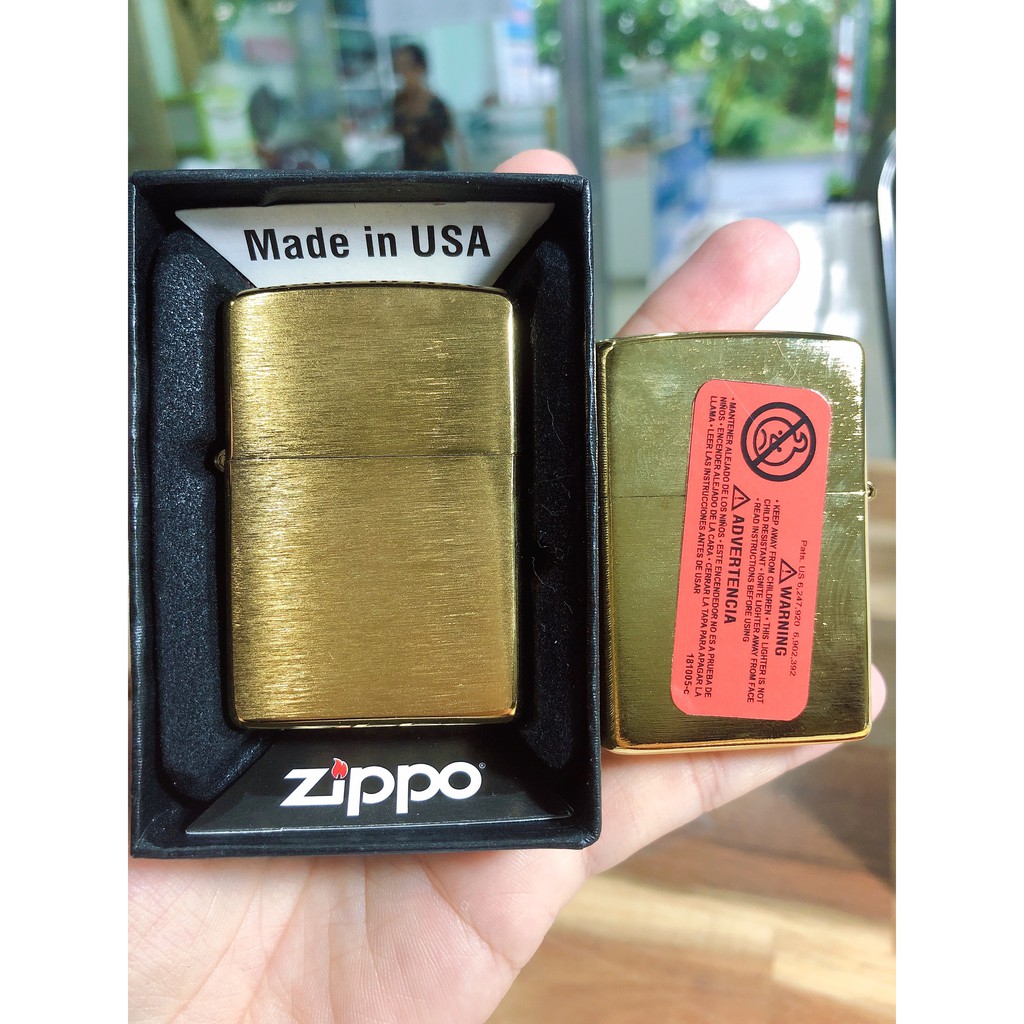 Made in USA
zippo®
Pats. US 6,247,920 6,902,392
⚠ WARNING
• KEEP AWAY FROM CHILDREN • THIS LIGHTER IS NOT
CHILD RESISTANT • IGNITE LIGHTER AWAY FROM FACE
• READ INSTRUCTIONS BEFORE USING
⚠ ADVERTENCIA
• MANTENER ALEJADO DE LOS NIÑOS • ESTE ENCENDEDOR NO ES A PRUEBA DE
NIÑOS • ENCENDER ALEJADO DE LA CARA • CERRAR LA TAPA PARA APAGAR LA
LLAMA • LEER LAS INSTRUCCIONES ANTES DE USAR
181005-c